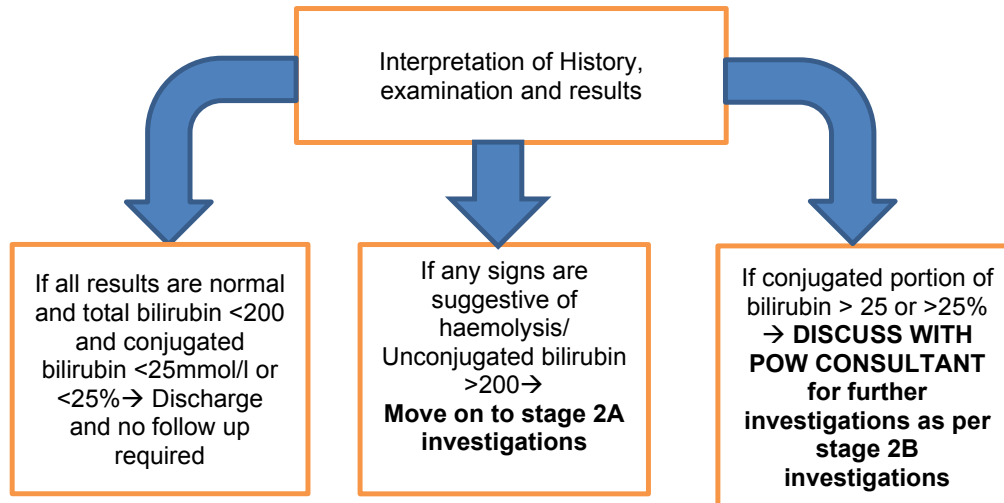 Interpretation of History,
examination and results
If all results are normal
and total bilirubin <200
and conjugated
bilirubin <25mmol/l or
<25%→ Discharge
and no follow up
required
If any signs are
suggestive of
haemolysis/
Unconjugated bilirubin
>200→
Move on to stage 2A
investigations
If conjugated portion of
bilirubin > 25 or >25%
→ DISCUSS WITH
POW CONSULTANT
for further
investigations as per
stage 2B
investigations